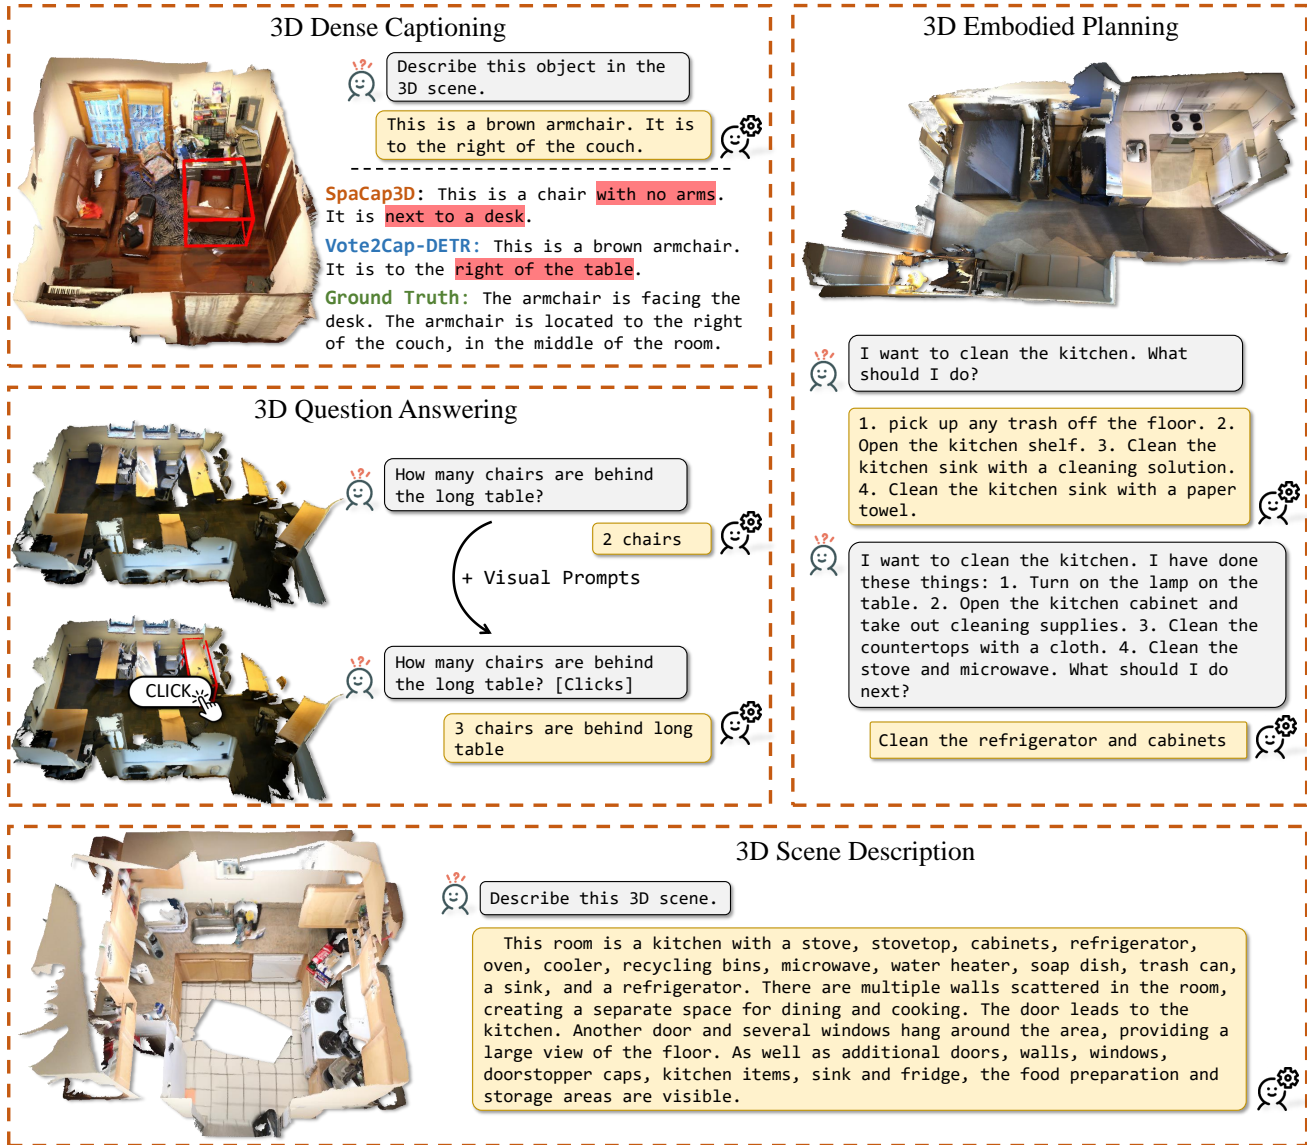 3D Dense Captioning
Describe this object in the
3D scene.
This is a brown armchair. It is
to the right of the couch.
SpaCap3D: This is a chair with no arms.
It is next to a desk.
Vote2Cap-DETR: This is a brown armchair.
It is to the right of the table.
Ground Truth: The armchair is facing the
desk. The armchair is located to the right
of the couch, in the middle of the room.
3D Question Answering
How many chairs are behind
the long table?
2 chairs
+ Visual Prompts
CLICK
How many chairs are behind
the long table? [Clicks]
3 chairs are behind long
table
3D Embodied Planning
I want to clean the kitchen. What
should I do?
1. pick up any trash off the floor. 2.
Open the kitchen shelf. 3. Clean the
kitchen sink with a cleaning solution.
4. Clean the kitchen sink with a paper
towel.
I want to clean the kitchen. I have done
these things: 1. Turn on the lamp on the
table. 2. Open the kitchen cabinet and
take out cleaning supplies. 3. Clean the
countertops with a cloth. 4. Clean the
stove and microwave. What should I do
next?
Clean the refrigerator and cabinets
3D Scene Description
Describe this 3D scene.
This room is a kitchen with a stove, stovetop, cabinets, refrigerator,
oven, cooler, recycling bins, microwave, water heater, soap dish, trash can,
a sink, and a refrigerator. There are multiple walls scattered in the room,
creating a separate space for dining and cooking. The door leads to the
kitchen. Another door and several windows hang around the area, providing a
large view of the floor. As well as additional doors, walls, windows,
doorstopper caps, kitchen items, sink and fridge, the food preparation and
storage areas are visible.